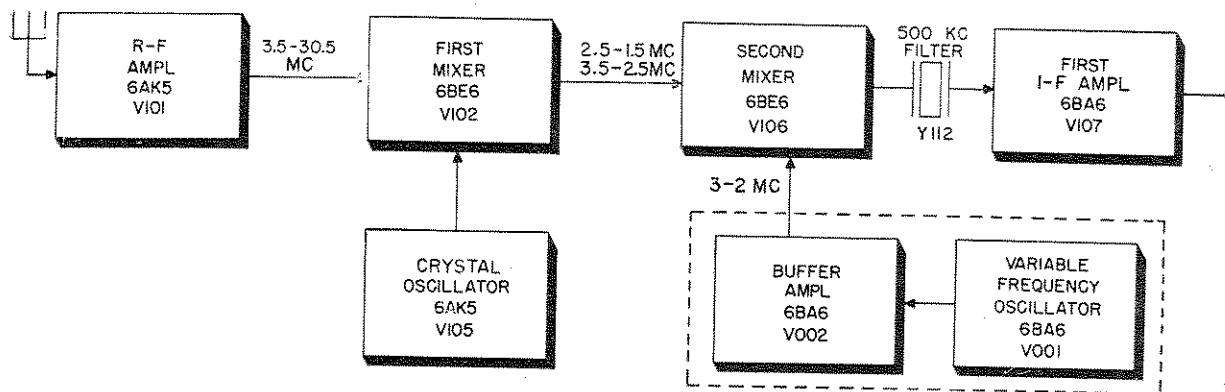 R-F
AMPL
6AK5
V101
3.5-30.5
MC
FIRST
MIXER
6BE6
V102
2.5-1.5 MC
3.5-2.5MC
SECOND
MIXER
6BE6
V106
500 KC
FILTER
Y112
FIRST
I-F AMPL
6BA6
V107
3-2 MC
CRYSTAL
OSCILLATOR
6AK5
V105
BUFFER
AMPL
6BA6
V002
VARIABLE
FREQUENCY
OSCILLATOR
6BA6
V001